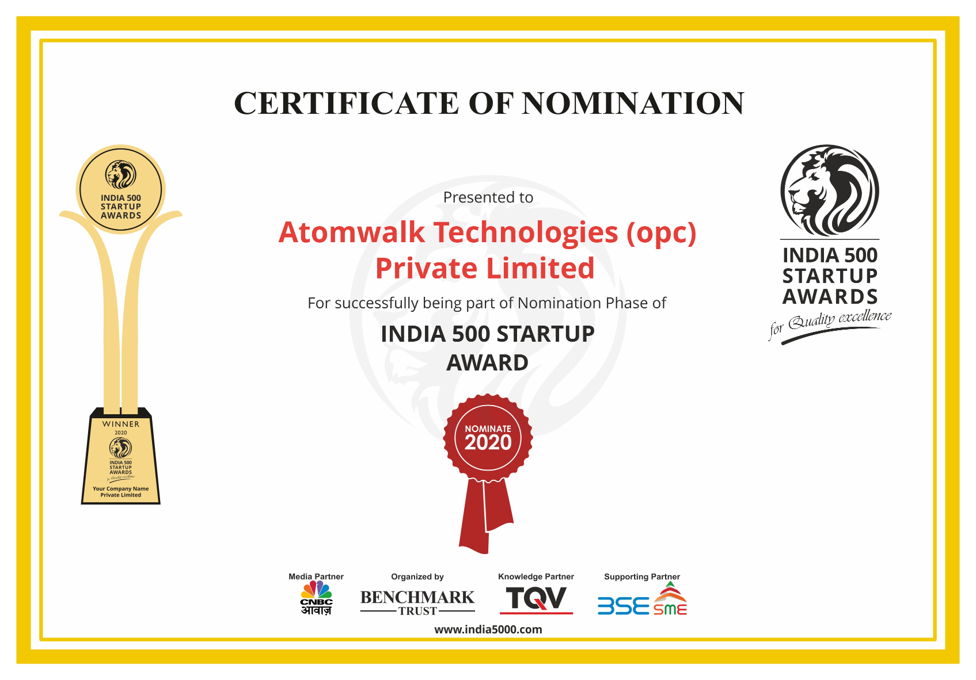 CERTIFICATE OF NOMINATION
INDIA 500
STARTUP
AWARDS
Presented to
Atomwalk Technologies (opc)
Private Limited
For successfully being part of Nomination Phase of
INDIA 500 STARTUP
AWARD
INDIA 500
STARTUP
AWARDS
for Quality excellence
WINNER
2020
INDIA 500
STARTUP
AWARDS
for Quality excellence
Your Company Name
Private Limited
NOMINATE
2020
Media Partner
CNBC
आवाज़
Organized by
BENCHMARK
TRUST
Knowledge Partner
TQV
Supporting Partner
BSE SME
www.india5000.com